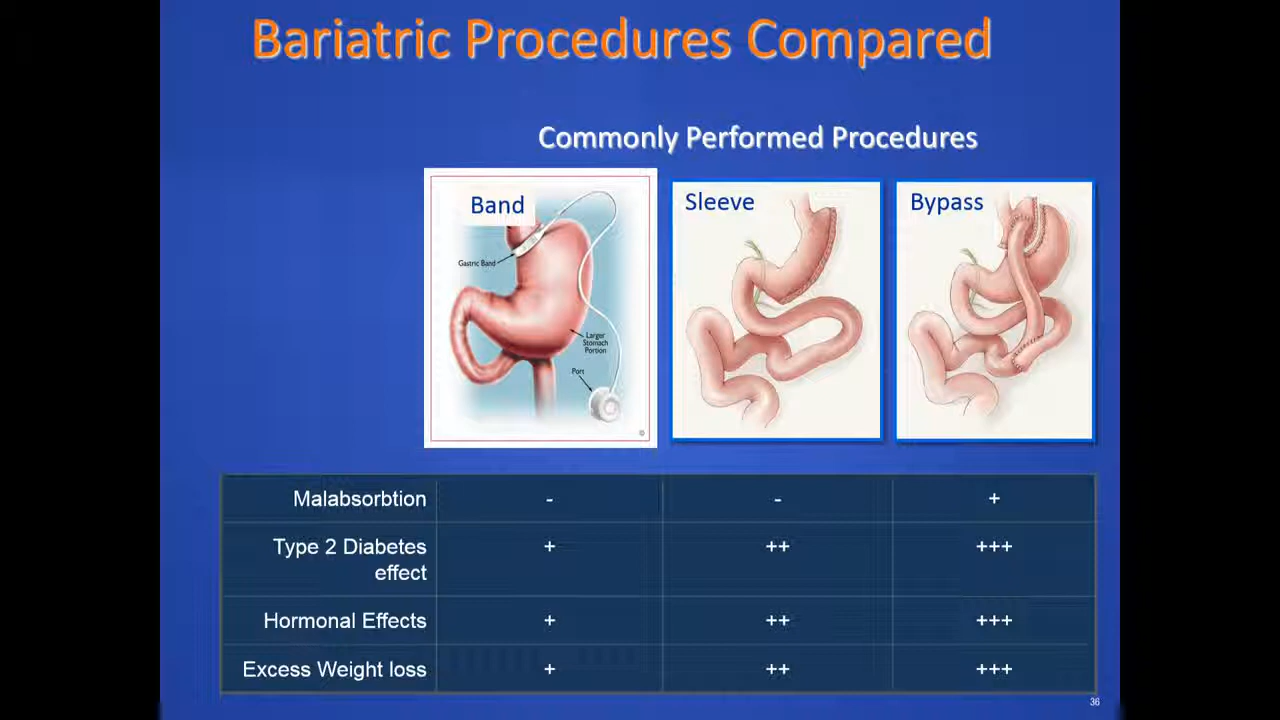 Bariatric Procedures Compared
Commonly Performed Procedures
Band
Gastric Band
Larger
Stomach
Portion
Port
©
Sleeve
Bypass
Malabsorbtion - - +
Type 2 Diabetes
effect + ++ +++
Hormonal Effects + ++ +++
Excess Weight loss + ++ +++
36